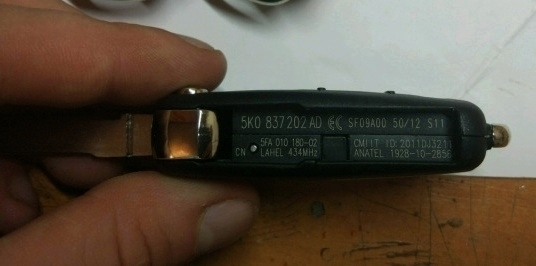 5K0 837 202 AD SF09A00 50/12 S11
5FA 010 180-02
CN LAHEL 434MHz
CMIIT ID:2011DJ3211
ANATEL 1928-10-2856